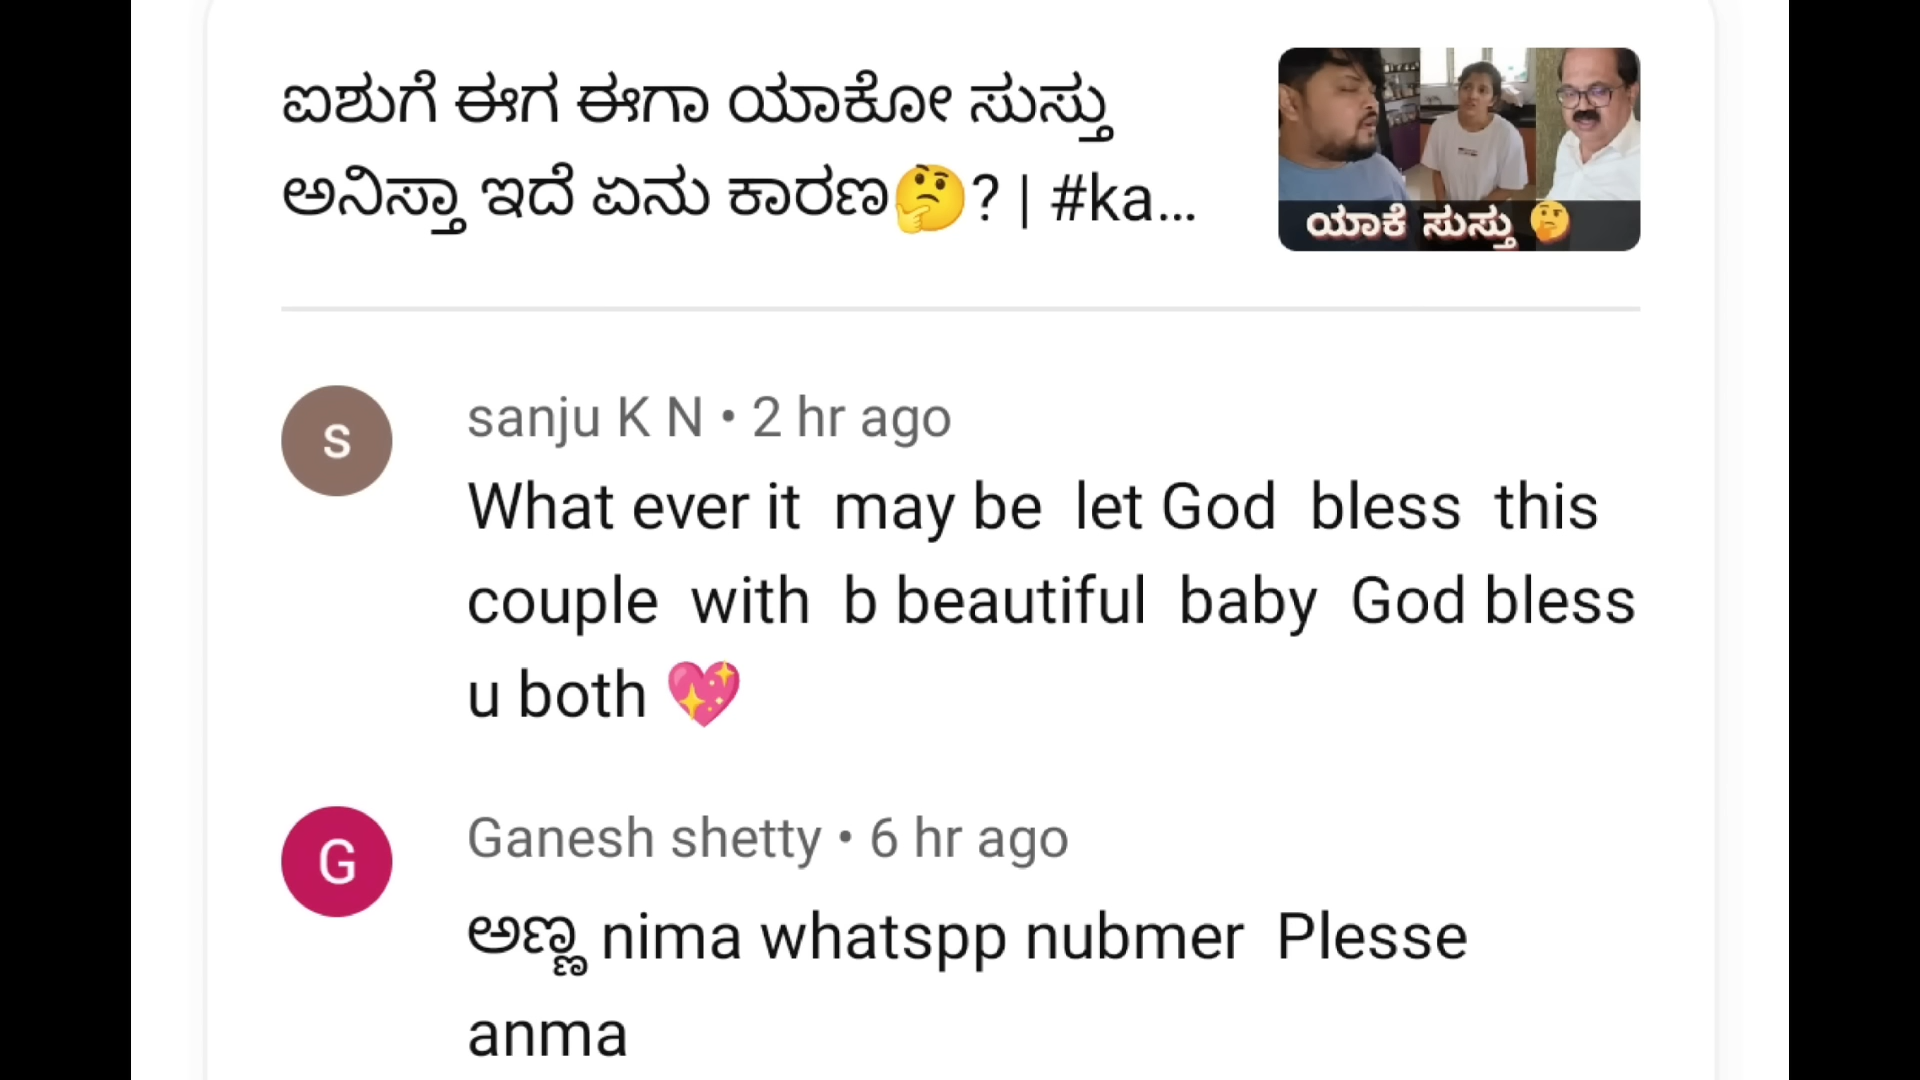 ಐಶುಗೆ ಈಗ ಈಗಾ ಯಾಕೋ ಸುಸ್ತು
ಅನಿಸ್ತಾ ಇದೆ ಏನು ಕಾರಣ🤔? | #ka...
ಯಾಕೆ ಸುಸ್ತು 🤔
S
sanju K N • 2 hr ago
What ever it  may be  let God  bless  this
couple  with  b beautiful  baby  God bless
u both 💖
G
Ganesh shetty • 6 hr ago
ಅಣ್ಣ nima whatspp nubmer  Plesse
anma